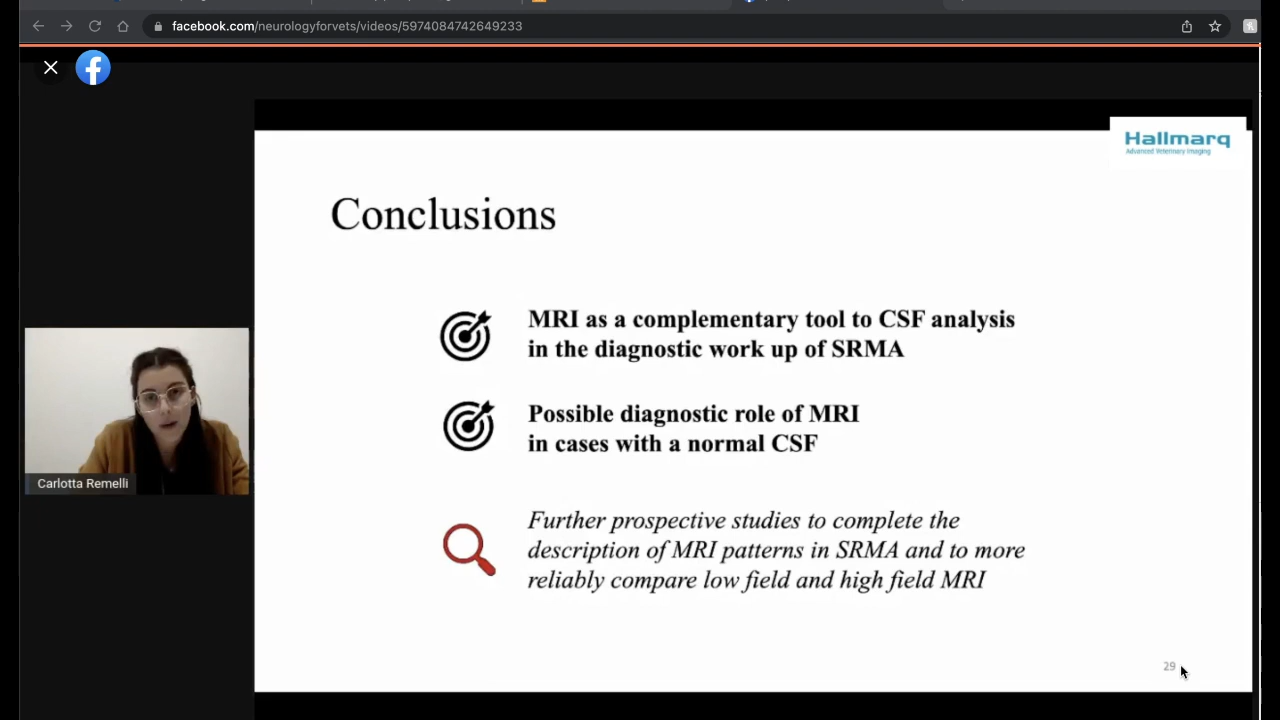 facebook.com/neurologyforvets/videos/5974084742649233
Hallmarq
Advanced Veterinary Imaging
Conclusions
MRI as a complementary tool to CSF analysis
in the diagnostic work up of SRMA
Possible diagnostic role of MRI
in cases with a normal CSF
Carlotta Remelli
Further prospective studies to complete the
description of MRI patterns in SRMA and to more
reliably compare low field and high field MRI
29